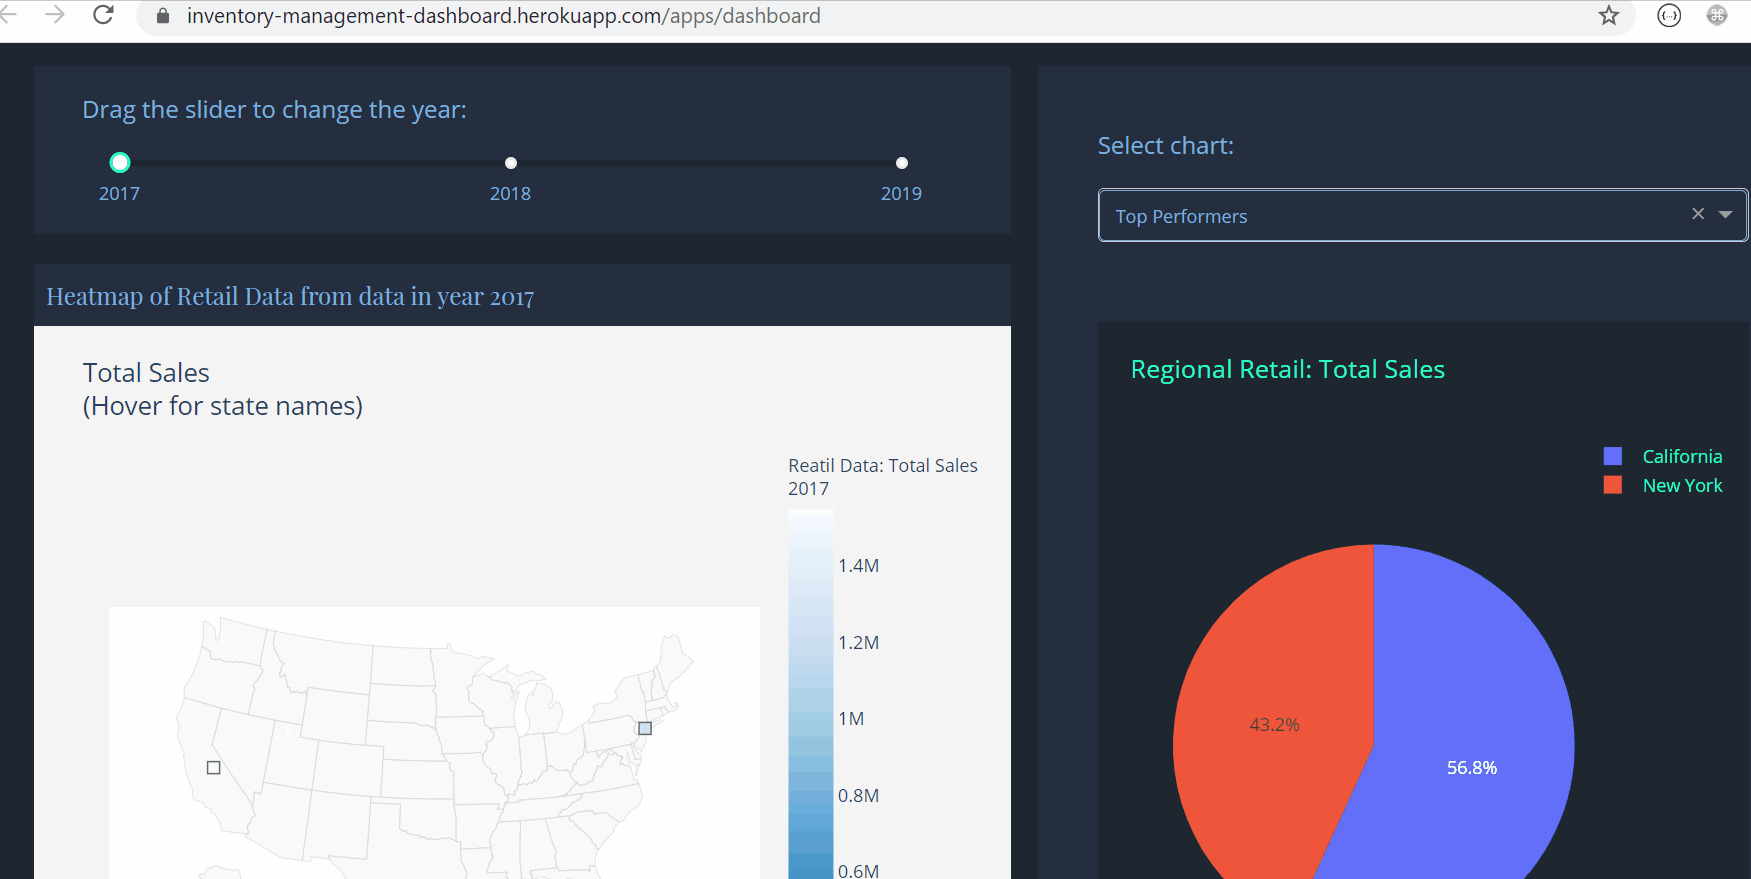 inventory-management-dashboard.herokuapp.com/apps/dashboard
Drag the slider to change the year:
2017
2018
2019
Heatmap of Retail Data from data in year 2017
Total Sales
(Hover for state names)
Reatil Data: Total Sales
2017
1.4M
1.2M
1M
0.8M
0.6M
Select chart:
Top Performers
Regional Retail: Total Sales
California
New York
43.2%
56.8%